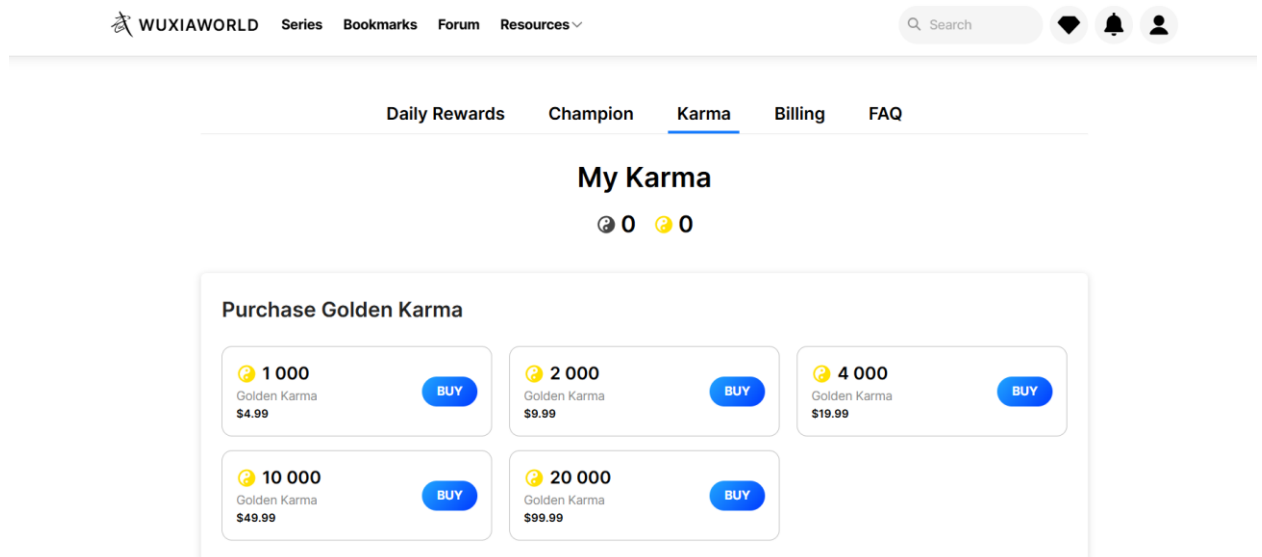 WUXIAWORLD Series Bookmarks Forum Resources Search
Daily Rewards Champion Karma Billing FAQ
My Karma
0 0
Purchase Golden Karma
1 000
Golden Karma
$4.99
BUY
2 000
Golden Karma
$9.99
BUY
4 000
Golden Karma
$19.99
BUY
10 000
Golden Karma
$49.99
BUY
20 000
Golden Karma
$99.99
BUY